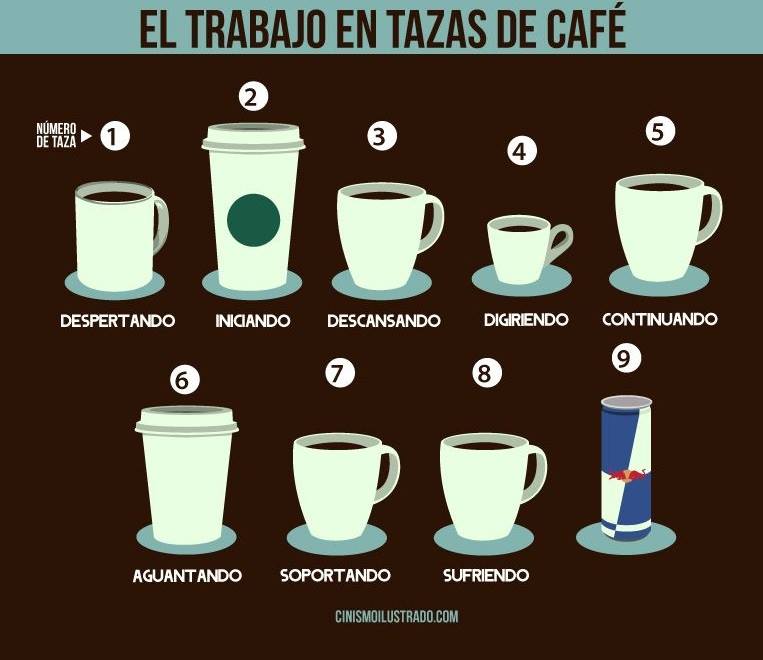 EL TRABAJO EN TAZAS DE CAFÉ
NÚMERO
DE TAZA
1
2
3
4
5
DESPERTANDO
INICIANDO
DESCANSANDO
DIGIRIENDO
CONTINUANDO
6
7
8
9
AGUANTANDO
SOPORTANDO
SUFRIENDO
CINISMOILUSTRADO.COM